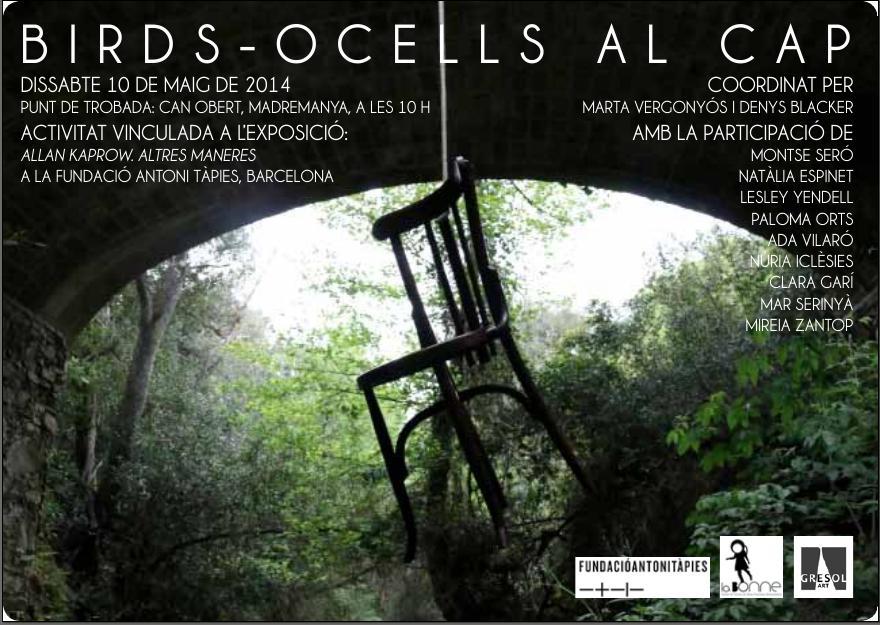 BIRDS-OCELLS AL CAP
DISSABTE 10 DE MAIG DE 2014
PUNT DE TROBADA: CAN OBERT, MADREMANYA, A LES 10 H
ACTIVITAT VINCULADA A L'EXPOSICIÓ:
ALLAN KAPROW. ALTRES MANERES
A LA FUNDACIÓ ANTONI TÀPIES, BARCELONA
COORDINAT PER
MARTA VERGONYÓS I DENYS BLACKER
AMB LA PARTICIPACIÓ DE
MONTSE SERÓ
NATÀLIA ESPINET
LESLEY YENDELL
PALOMA ORTS
ADA VILARÓ
NÚRIA ICLÈSIES
CLARA GARÍ
MAR SERINYÀ
MIREIA ZANTOP
FUNDACIÓANTONITÀPIES
la Bonne
GRESOL
ART